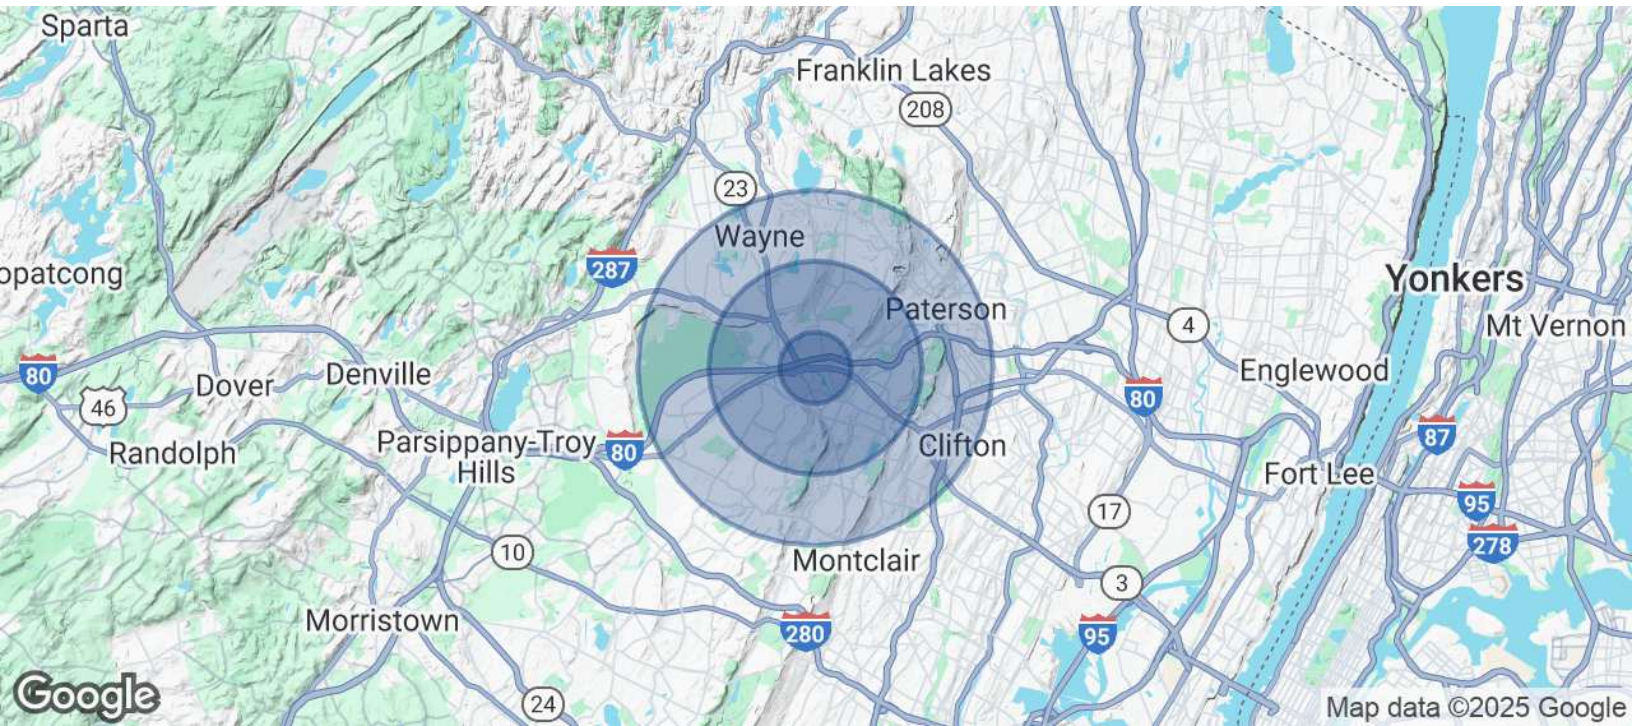 Sparta
Franklin Lakes
208
23
Wayne
287
opatcong
Yonkers
Paterson
4
Mt Vernon
80
46
Dover
Denville
Englewood
80
Randolph
Parsippany-Troy
Hills
80
Clifton
87
Fort Lee
95
17
278
10
Montclair
3
Morristown
280
95
Google
24
Map data ©2025 Google